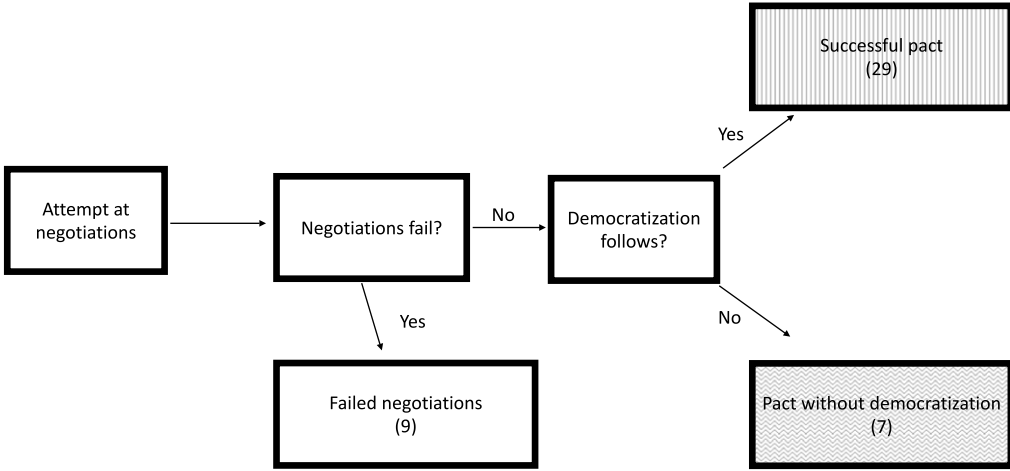 Successful pact
(29)
Yes
Attempt at
negotiations
Negotiations fail?
No
Democratization
follows?
Yes
No
Failed negotiations
(9)
Pact without democratization
(7)